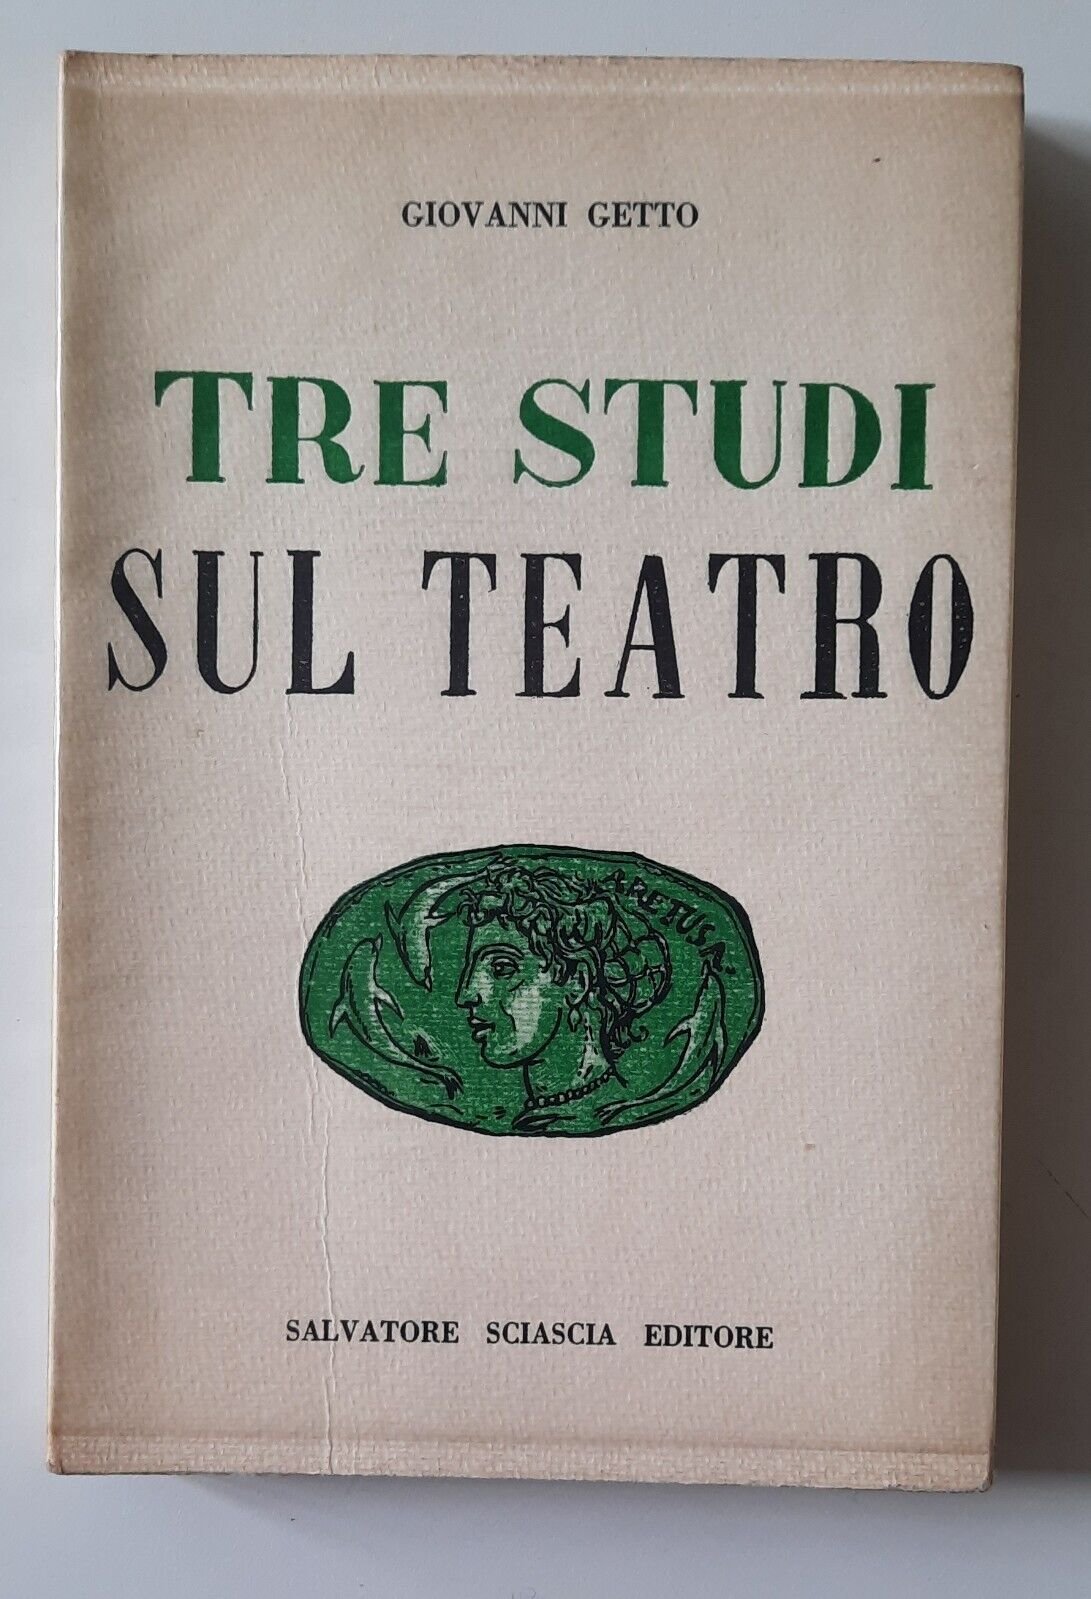 GIOVANNI GETTO
TRE STUDI
SUL TEATRO
ARETUSA
SALVATORE SCIASCIA EDITORE